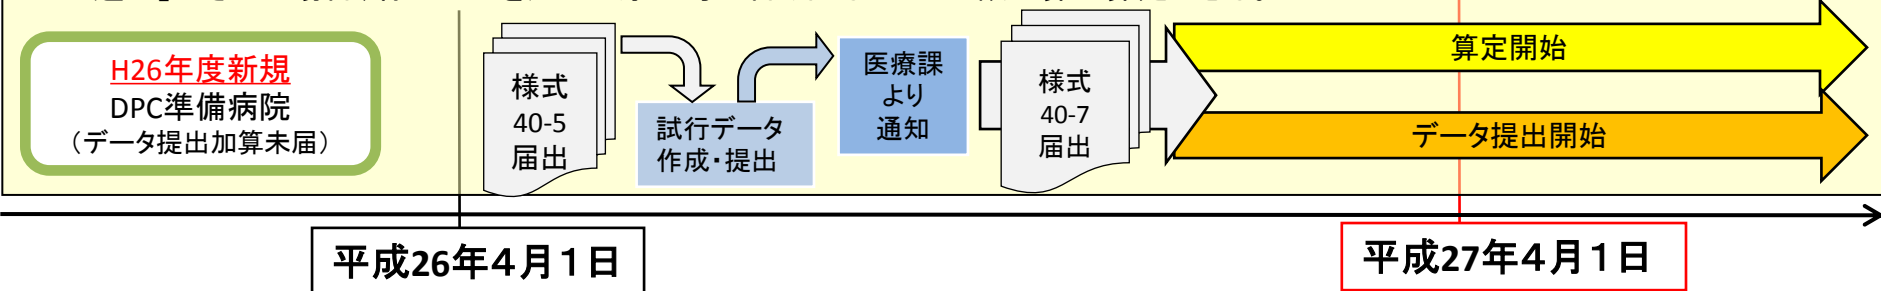 H26年度新規
DPC準備病院
（データ提出加算未届）
様式
40-5
届出
試行データ
作成・提出
医療課
より
通知
様式
40-7
届出
算定開始
データ提出開始
平成26年４月１日
平成27年４月１日